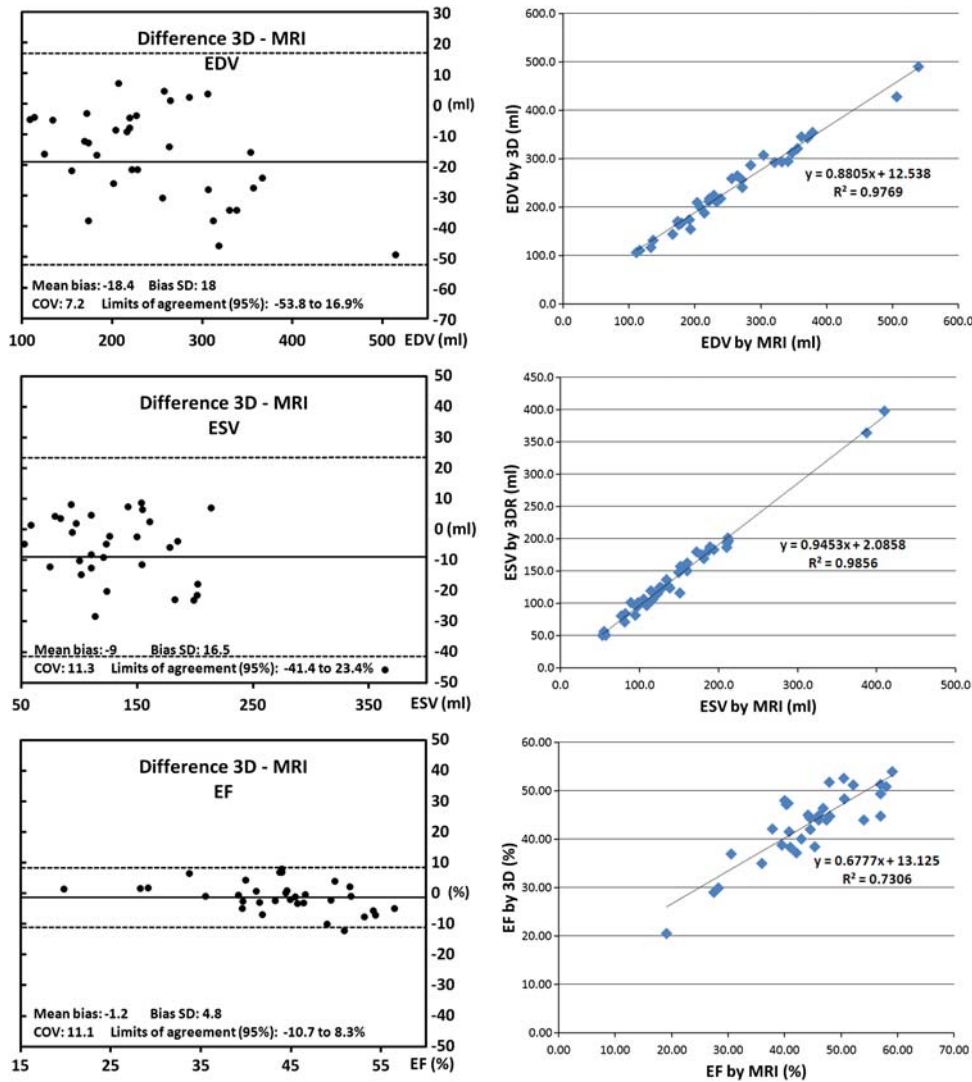 Difference 3D - MRI
EDV
30
20
10
0 (ml)
-10
-20
-30
-40
-50
-60
-70
Mean bias: -18.4 Bias SD: 18
COV: 7.2 Limits of agreement (95%): -53.8 to 16.9%
100 200 300 400 500 EDV (ml)
EDV by 3D (ml)
600.0
500.0
400.0
300.0
200.0
100.0
0.0
y = 0.8805x + 12.538
R² = 0.9769
0.0 100.0 200.0 300.0 400.0 500.0 600.0
EDV by MRI (ml)
Difference 3D - MRI
ESV
50
40
30
20
10
0 (ml)
-10
-20
-30
-40
-50
Mean bias: -9 Bias SD: 16.5
COV: 11.3 Limits of agreement (95%): -41.4 to 23.4%
50 150 250 350 ESV (ml)
ESV by 3DR (ml)
450.0
400.0
350.0
300.0
250.0
200.0
150.0
100.0
50.0
0.0
y = 0.9453x + 2.0858
R² = 0.9856
0.0 100.0 200.0 300.0 400.0 500.0
ESV by MRI (ml)
Difference 3D - MRI
EF
50
40
30
20
10
0 (%)
-10
-20
-30
-40
-50
Mean bias: -1.2 Bias SD: 4.8
COV: 11.1 Limits of agreement (95%): -10.7 to 8.3%
15 25 35 45 55 EF (%)
EF by 3D (%)
60.00
50.00
40.00
30.00
20.00
10.00
0.00
y = 0.6777x + 13.125
R² = 0.7306
10.00 20.00 30.00 40.00 50.00 60.00 70.00
EF by MRI (%)